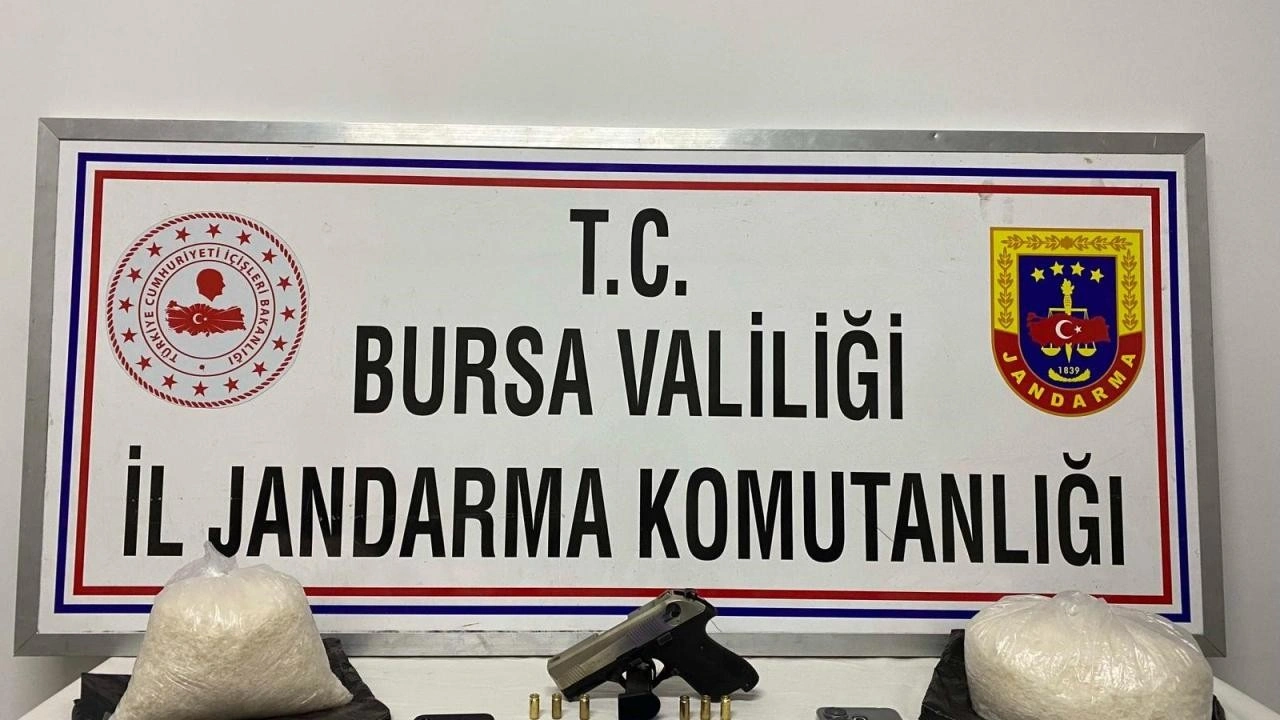 T.C.
BURSA VALİLİĞİ
İL JANDARMA KOMUTANLIĞI
TÜRKİYE CUMHURİYETİ İÇİŞLERİ BAKANLIĞI
1839
JANDARMA